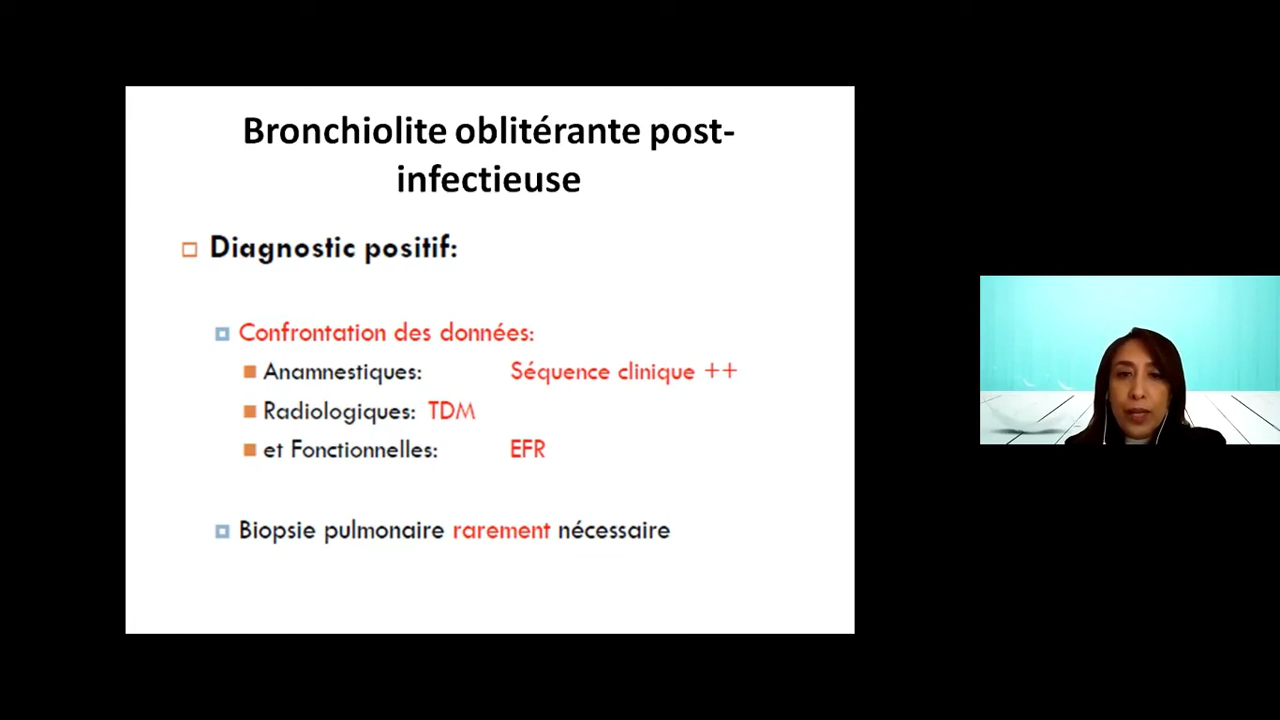 Bronchiolite oblitérante post-
infectieuse
Diagnostic positif:
Confrontation des données:
Anamnestiques: Séquence clinique ++
Radiologiques: TDM
et Fonctionnelles: EFR
Biopsie pulmonaire rarement nécessaire